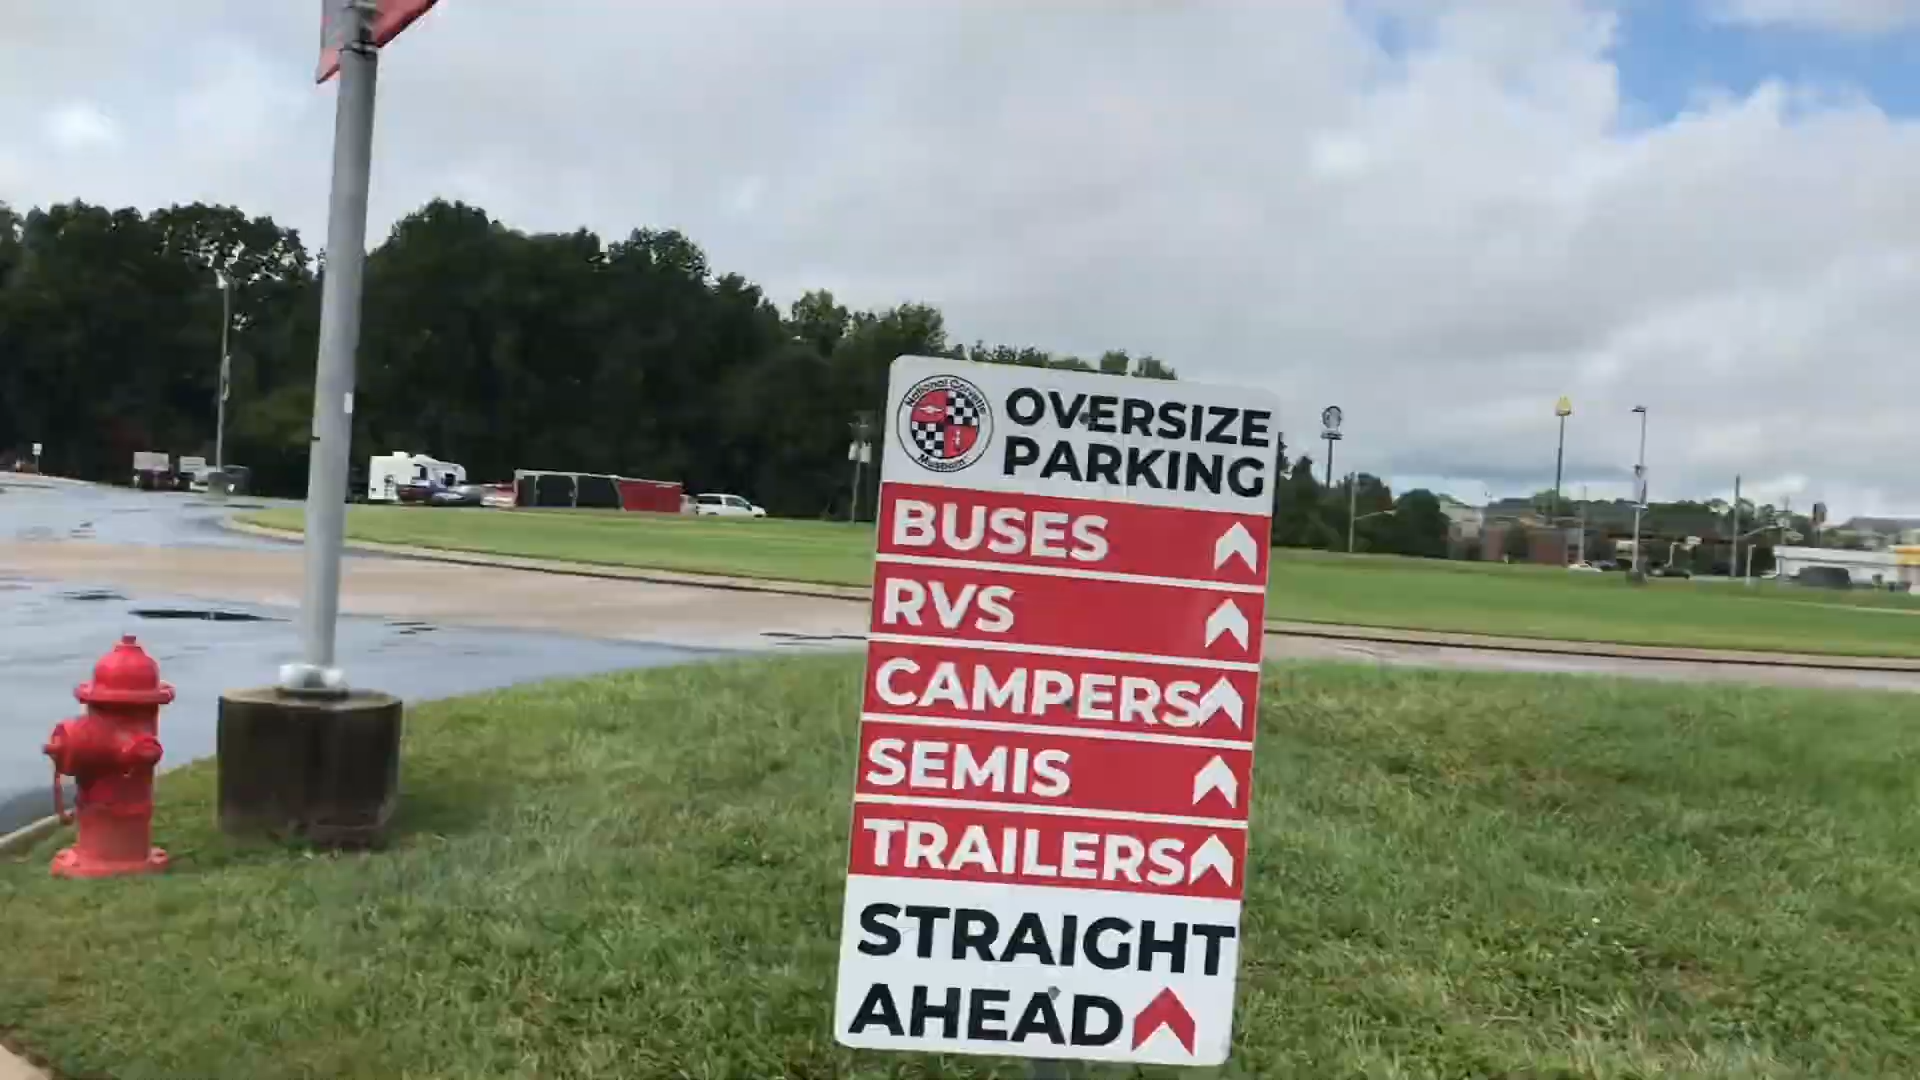 National Corvette
Museum
OVERSIZE
PARKING
BUSES
RVS
CAMPERS
SEMIS
TRAILERS
STRAIGHT
AHEAD